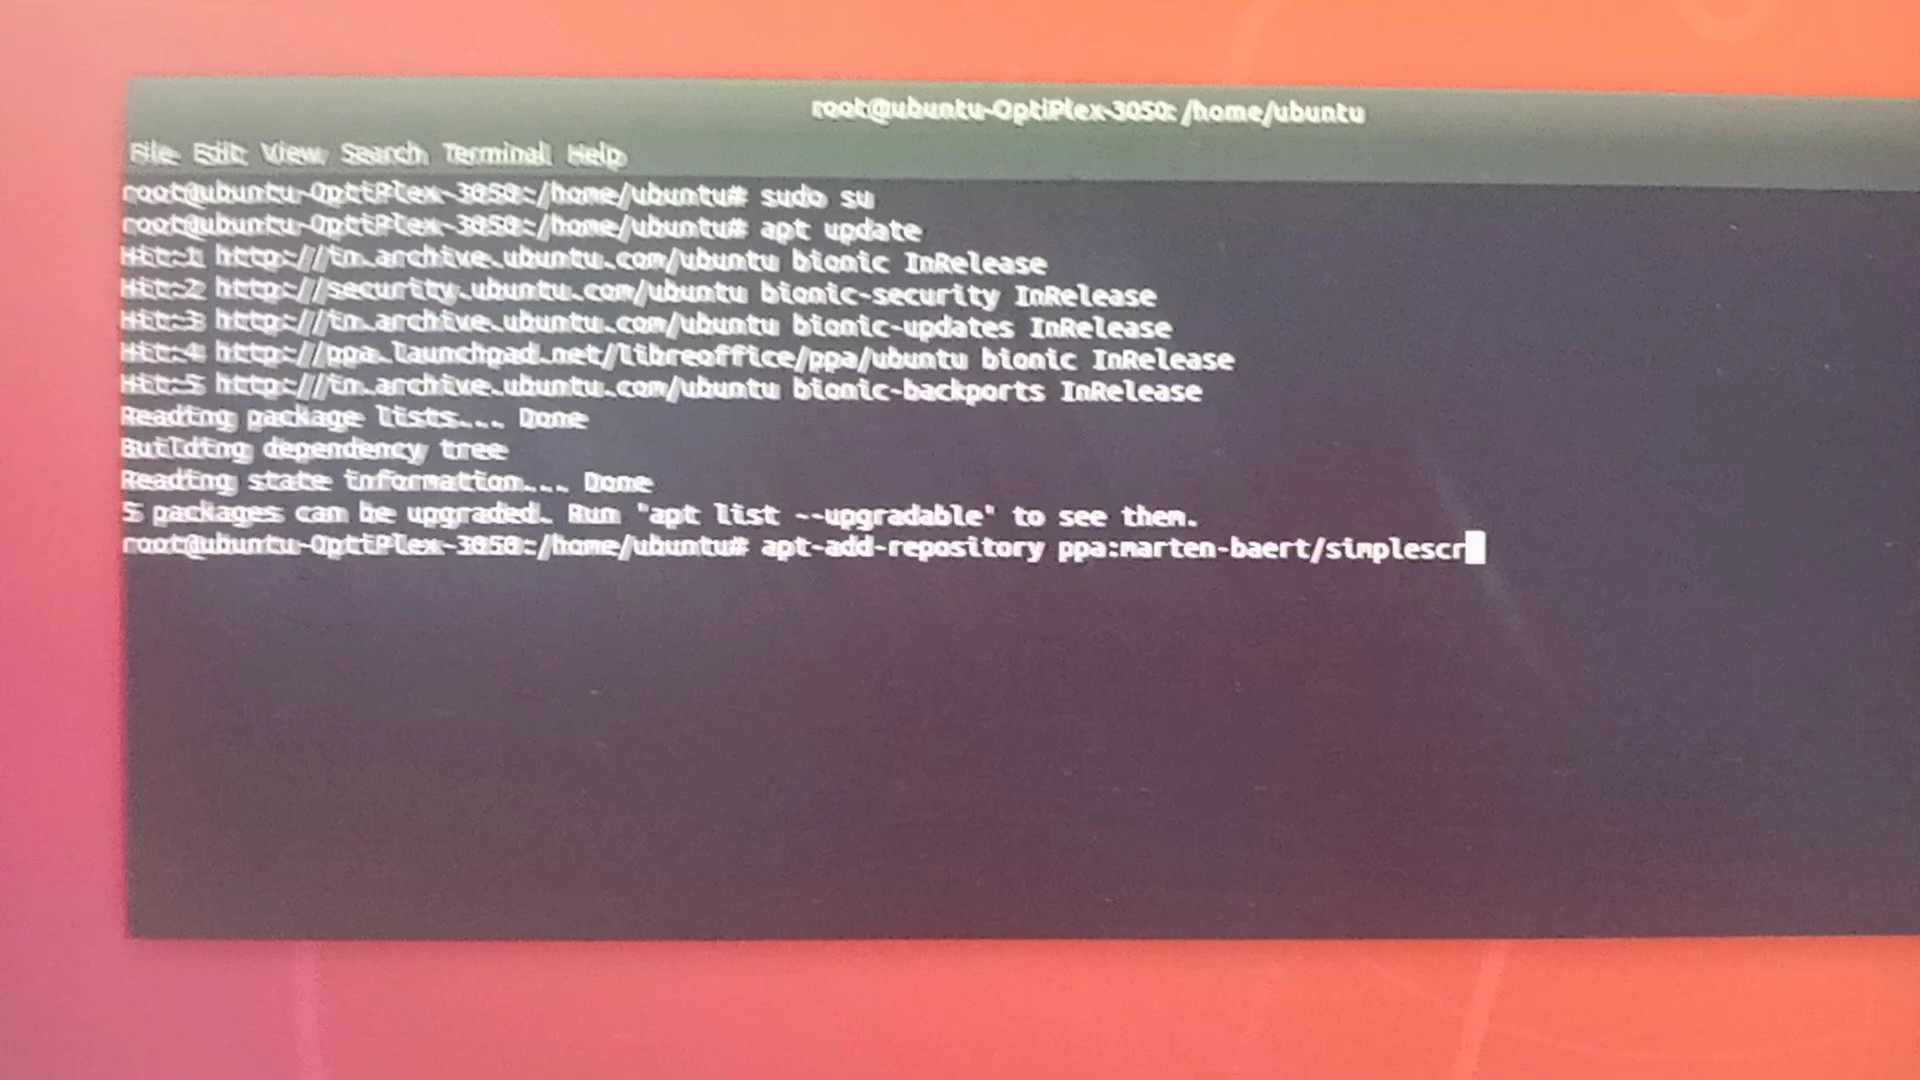 root@ubuntu-OptiPlex-3050: /home/ubuntu
File Edit View Search Terminal Help
root@ubuntu-OptiPlex-3050:/home/ubuntu# sudo su
root@ubuntu-OptiPlex-3050:/home/ubuntu# apt update
Hit:1 http://in.archive.ubuntu.com/ubuntu bionic InRelease
Hit:2 http://security.ubuntu.com/ubuntu bionic-security InRelease
Hit:3 http://in.archive.ubuntu.com/ubuntu bionic-updates InRelease
Hit:4 http://ppa.launchpad.net/libreoffice/ppa/ubuntu bionic InRelease
Hit:5 http://in.archive.ubuntu.com/ubuntu bionic-backports InRelease
Reading package lists... Done
Building dependency tree
Reading state information... Done
5 packages can be upgraded. Run 'apt list --upgradable' to see them.
root@ubuntu-OptiPlex-3050:/home/ubuntu# apt-add-repository ppa:marten-baert/simplescr